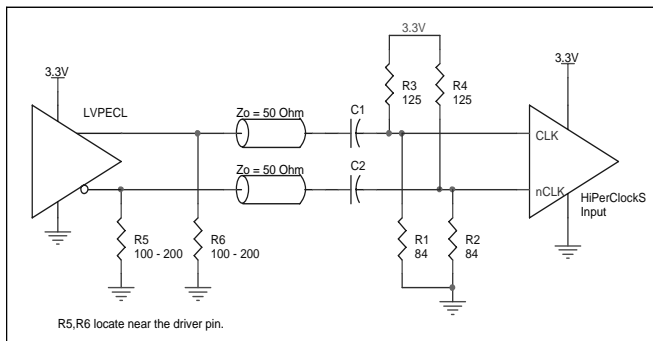 3.3V
3.3V
LVPECL
Zo = 50 Ohm
C1
R3
125
R4
125
3.3V
CLK
Zo = 50 Ohm
C2
nCLK
HiPerClockS
Input
R5
100 - 200
R6
100 - 200
R1
84
R2
84
R5,R6 locate near the driver pin.